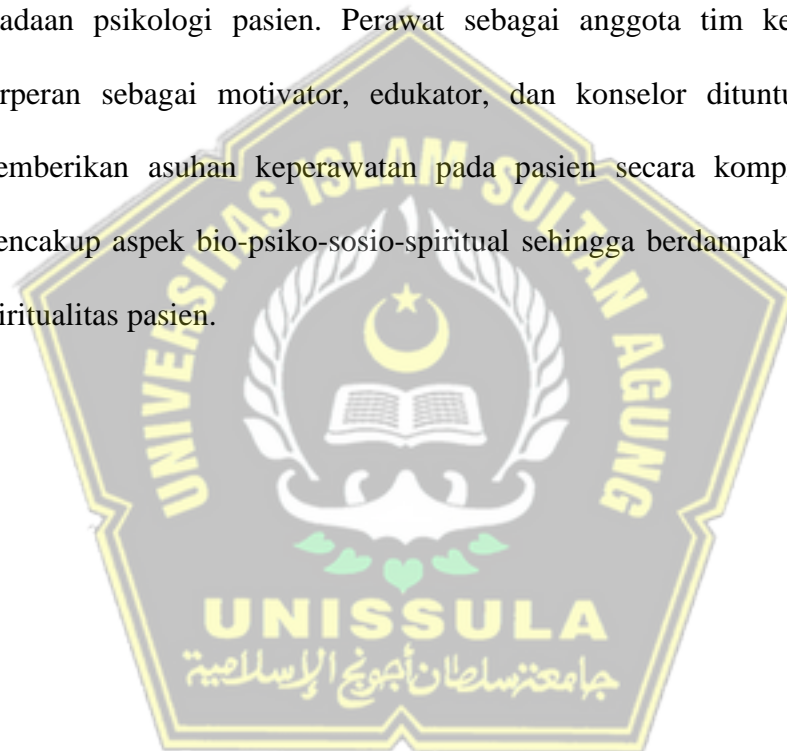 adaan psikologi pasien. Perawat sebagai anggota tim ke
rperan sebagai motivator, edukator, dan konselor dituntu
emberikan asuhan keperawatan pada pasien secara komp
encakup aspek bio-psiko-sosio-spiritual sehingga berdampak
iritualitas pasien.
UNIVERSITAS ISLAM SULTAN AGUNG
UNISSULA
جامعة سلطان أجونج الإسلامية